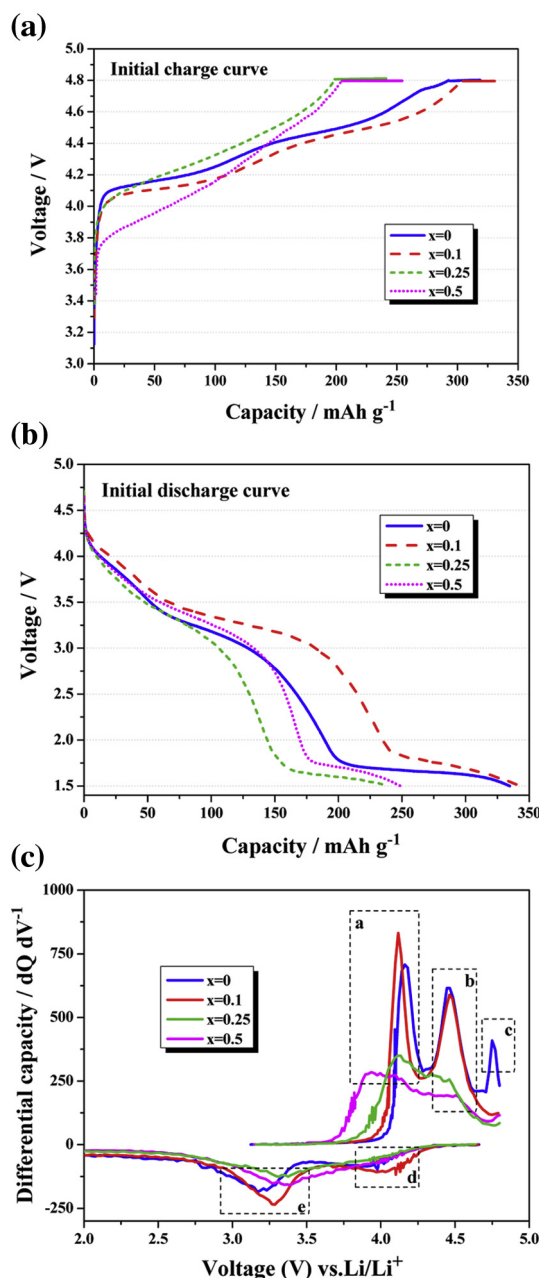 (a)
5.0
4.8
4.6
4.4
4.2
4.0
3.8
3.6
3.4
3.2
3.0
Voltage / V
Initial charge curve
x=0
x=0.1
x=0.25
x=0.5
0 50 100 150 200 250 300 350
Capacity / mAh g⁻¹
(b)
5.0
4.5
4.0
3.5
3.0
2.5
2.0
1.5
Voltage / V
Initial discharge curve
x=0
x=0.1
x=0.25
x=0.5
0 50 100 150 200 250 300 350
Capacity / mAh g⁻¹
(c)
1000
750
500
250
0
-250
Differential capacity / dQ dV⁻¹
x=0
x=0.1
x=0.25
x=0.5
a
b
c
d
e
2.0 2.5 3.0 3.5 4.0 4.5 5.0
Voltage (V) vs.Li/Li⁺